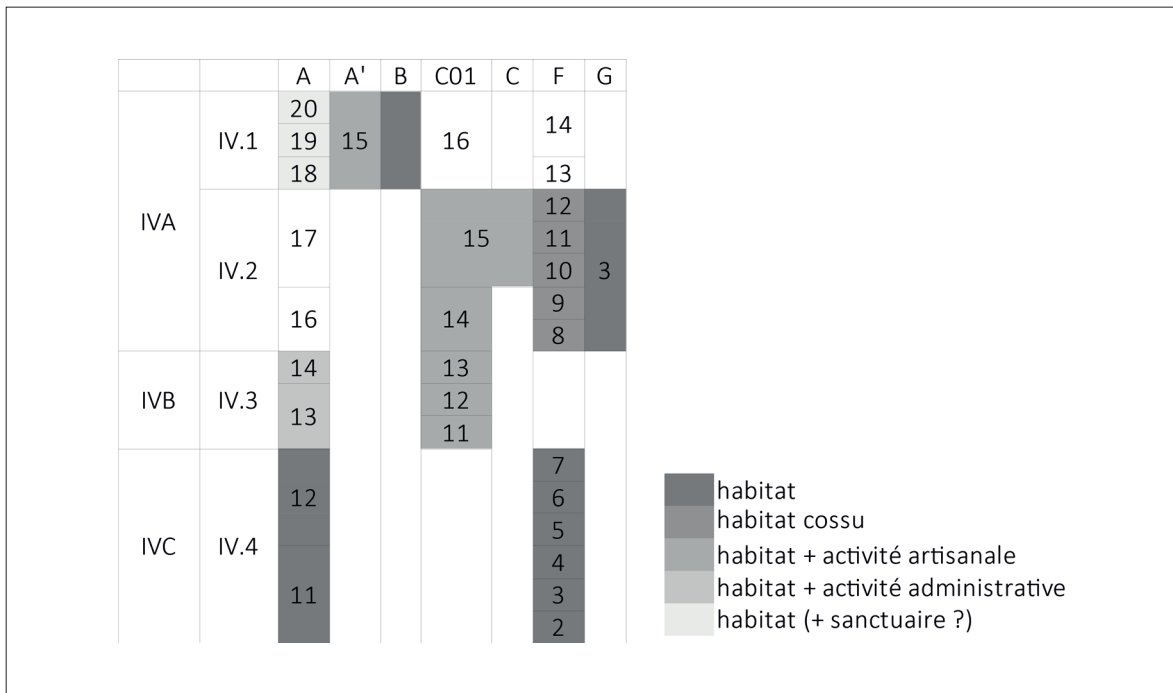 A A' B C01 C F G
20
14
IV.1 19 15 16
18 13
12
IVA
17 15 11
IV.2 10 3
9
16 14
8
14 13
IVB IV.3 12
13
11
7
12 6
5
IVC IV.4
4
11 3
2
habitat
habitat cossu
habitat + activité artisanale
habitat + activité administrative
habitat (+ sanctuaire ?)